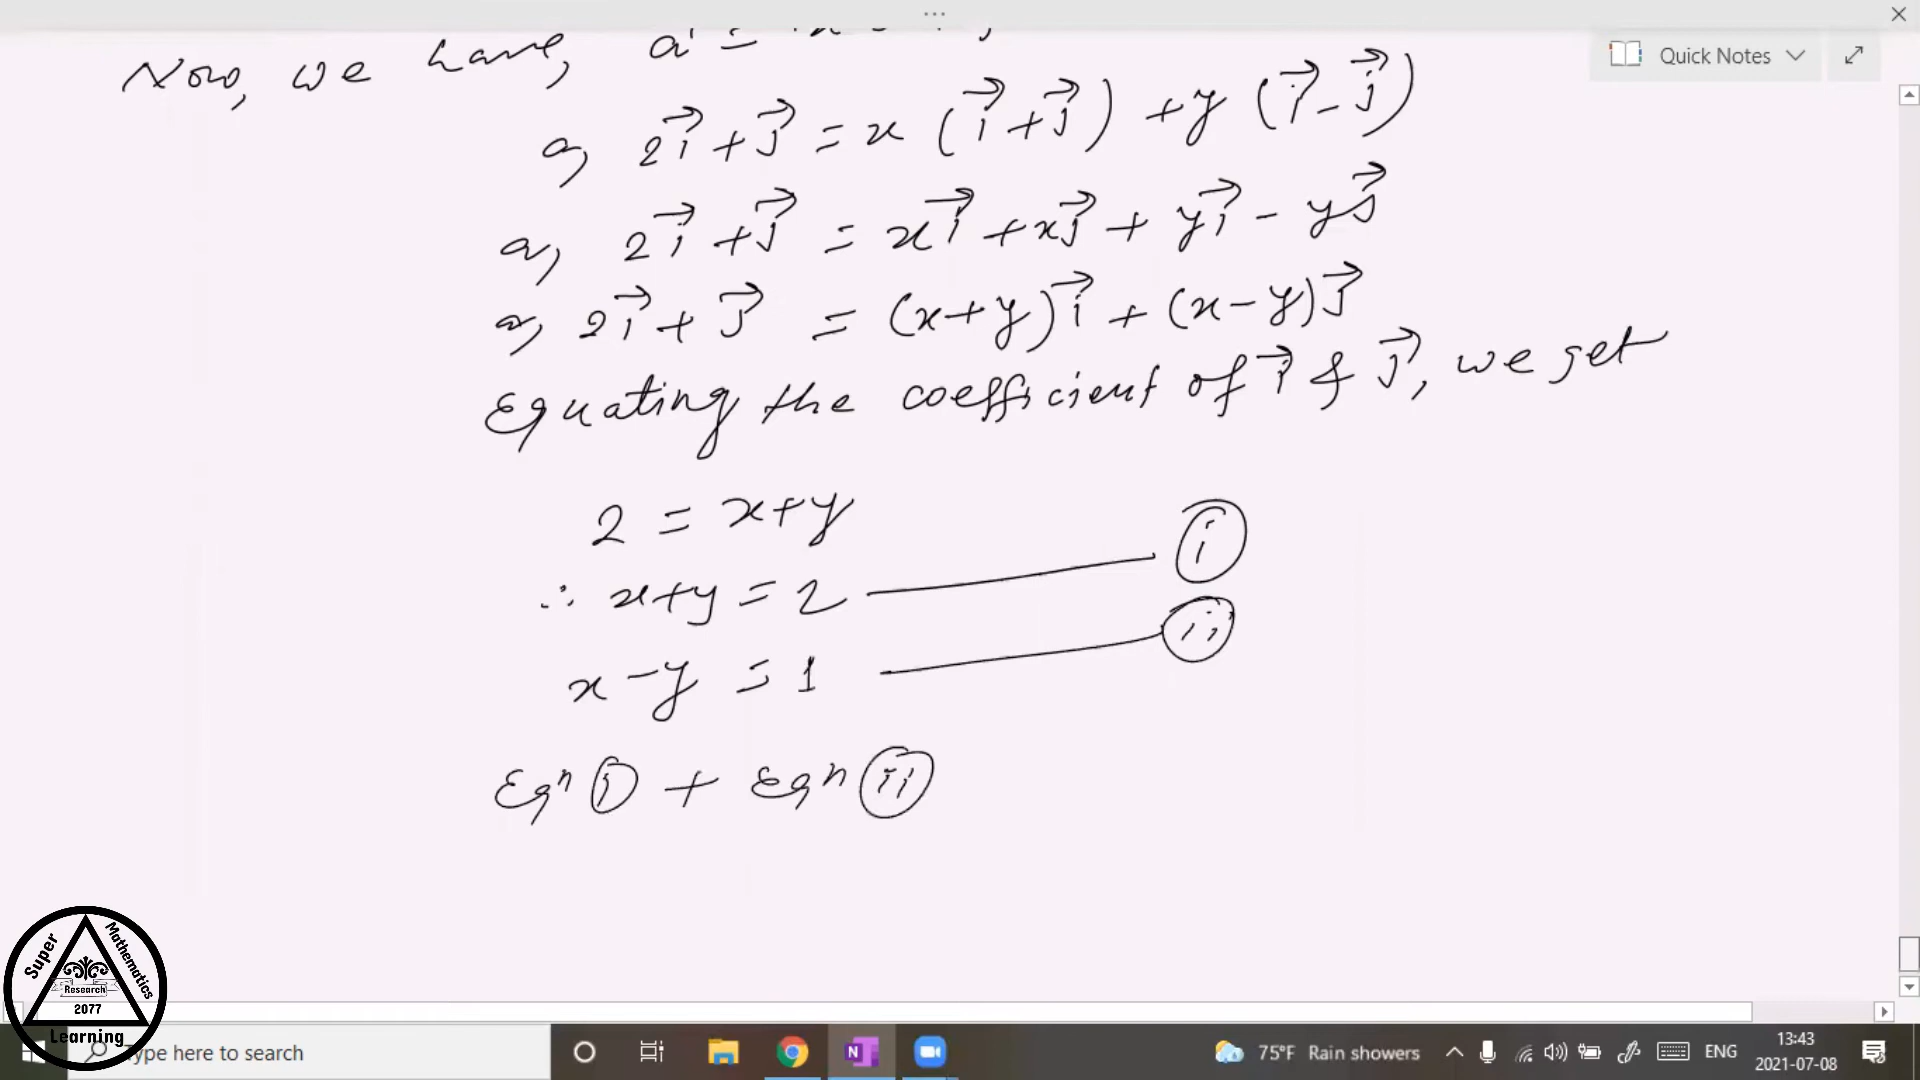 Quick Notes
Now, we have,
or, 2i⃗ + j⃗ = x (i⃗ + j⃗) + y (i⃗ - j⃗)
or, 2i⃗ + j⃗ = xi⃗ + xj⃗ + yi⃗ - yj⃗
or, 2i⃗ + j⃗ = (x+y)i⃗ + (x-y)j⃗
Equating the coefficient of i⃗ & j⃗, we get
2 = x+y
∴ x+y = 2 ——— (i)
x - y = 1 ——— (ii)
Eqn (i) + Eqn (ii)
Super Mathematics
Research
2077
Learning
Type here to search
N
75°F Rain showers
ENG
13:43
2021-07-08